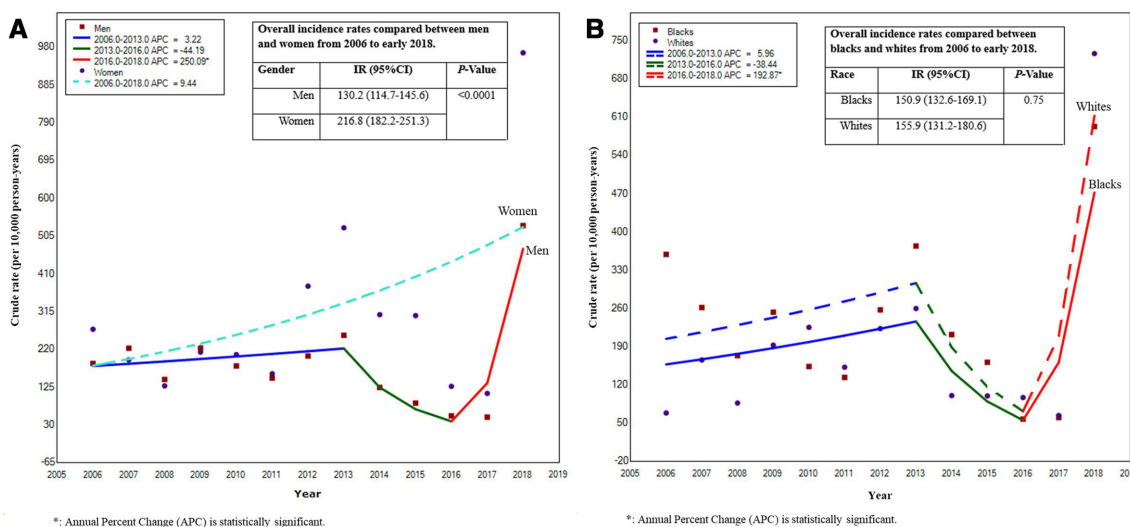 A
Men
2006.0-2013.0 APC = 3.22
2013.0-2016.0 APC = -44.19
2016.0-2018.0 APC = 250.09*
Women
2006.0-2018.0 APC = 9.44
Overall incidence rates compared between men
and women from 2006 to early 2018.
Gender IR (95%CI) P-Value
Men 130.2 (114.7-145.6) <0.0001
Women 216.8 (182.2-251.3)
Crude rate (per 10,000 person-years)
980
885
790
695
600
505
410
315
220
125
30
-65
Women
Men
2005 2006 2007 2008 2009 2010 2011 2012 2013 2014 2015 2016 2017 2018 2019
Year
*: Annual Percent Change (APC) is statistically significant.
B
Blacks
Whites
2006.0-2013.0 APC = 5.96
2013.0-2016.0 APC = -38.44
2016.0-2018.0 APC = 192.87*
Overall incidence rates compared between
blacks and whites from 2006 to early 2018.
Race IR (95%CI) P-Value
Blacks 150.9 (132.6-169.1) 0.75
Whites 155.9 (131.2-180.6)
Crude rate (per 10,000 person-years)
750
680
610
540
470
400
330
260
190
120
50
-20
Whites
Blacks
2005 2006 2007 2008 2009 2010 2011 2012 2013 2014 2015 2016 2017 2018
Year
*: Annual Percent Change (APC) is statistically significant.